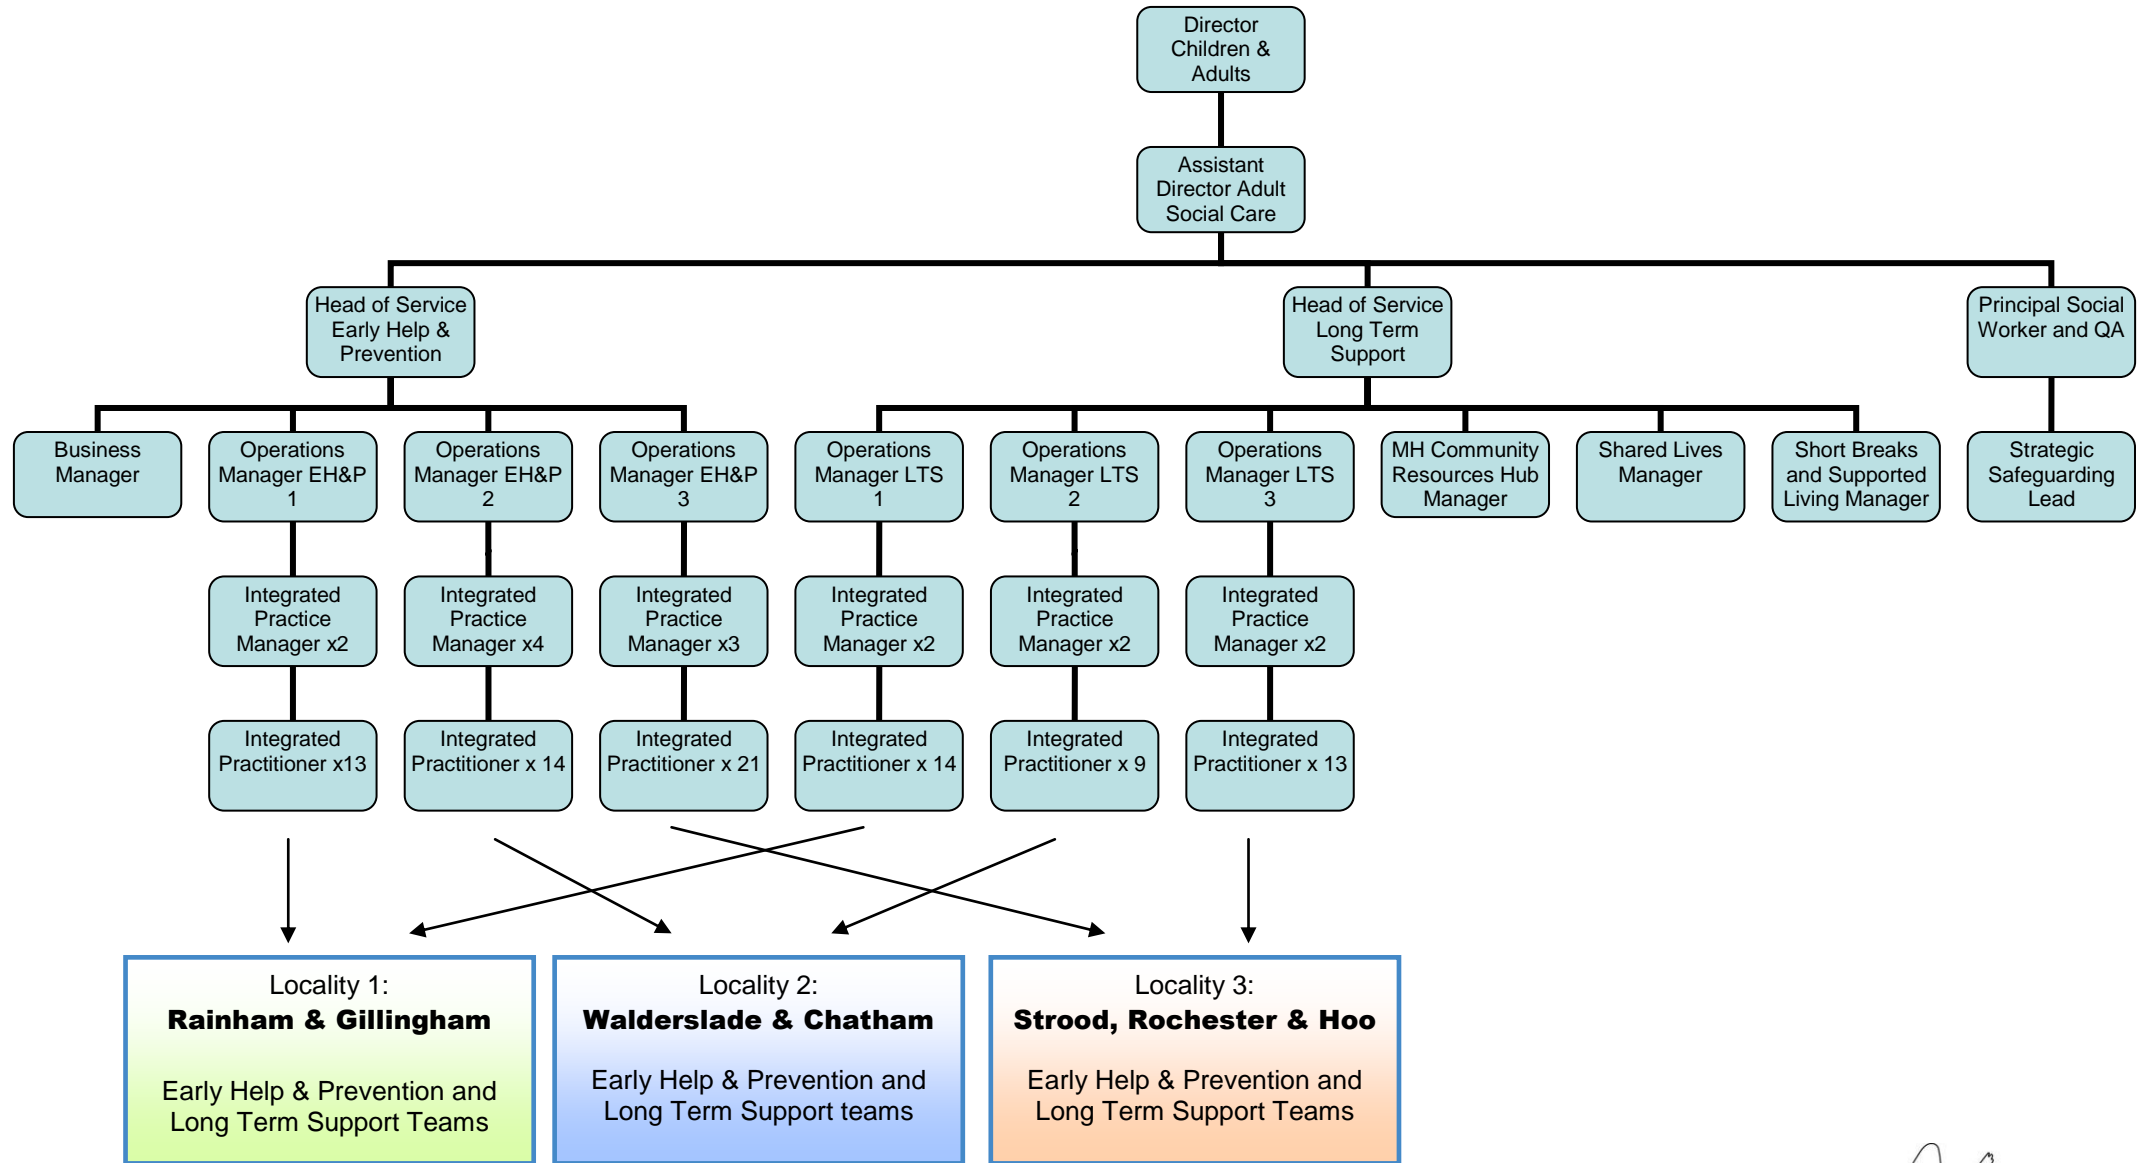 Director
Children &
Adults
Assistant
Director Adult
Social Care
Head of Service
Early Help &
Prevention
Head of Service
Long Term
Support
Principal Social
Worker and QA
Business
Manager
Operations
Manager EH&P
1
Operations
Manager EH&P
2
Operations
Manager EH&P
3
Operations
Manager LTS
1
Operations
Manager LTS
2
Operations
Manager LTS
3
MH Community
Resources Hub
Manager
Shared Lives
Manager
Short Breaks
and Supported
Living Manager
Strategic
Safeguarding
Lead
Integrated
Practice
Manager x2
Integrated
Practice
Manager x4
Integrated
Practice
Manager x3
Integrated
Practice
Manager x2
Integrated
Practice
Manager x2
Integrated
Practice
Manager x2
Integrated
Practitioner x13
Integrated
Practitioner x 14
Integrated
Practitioner x 21
Integrated
Practitioner x 14
Integrated
Practitioner x 9
Integrated
Practitioner x 13
Locality 1:
Rainham & Gillingham
Early Help & Prevention and
Long Term Support Teams
Locality 2:
Walderslade & Chatham
Early Help & Prevention and
Long Term Support teams
Locality 3:
Strood, Rochester & Hoo
Early Help & Prevention and
Long Term Support Teams